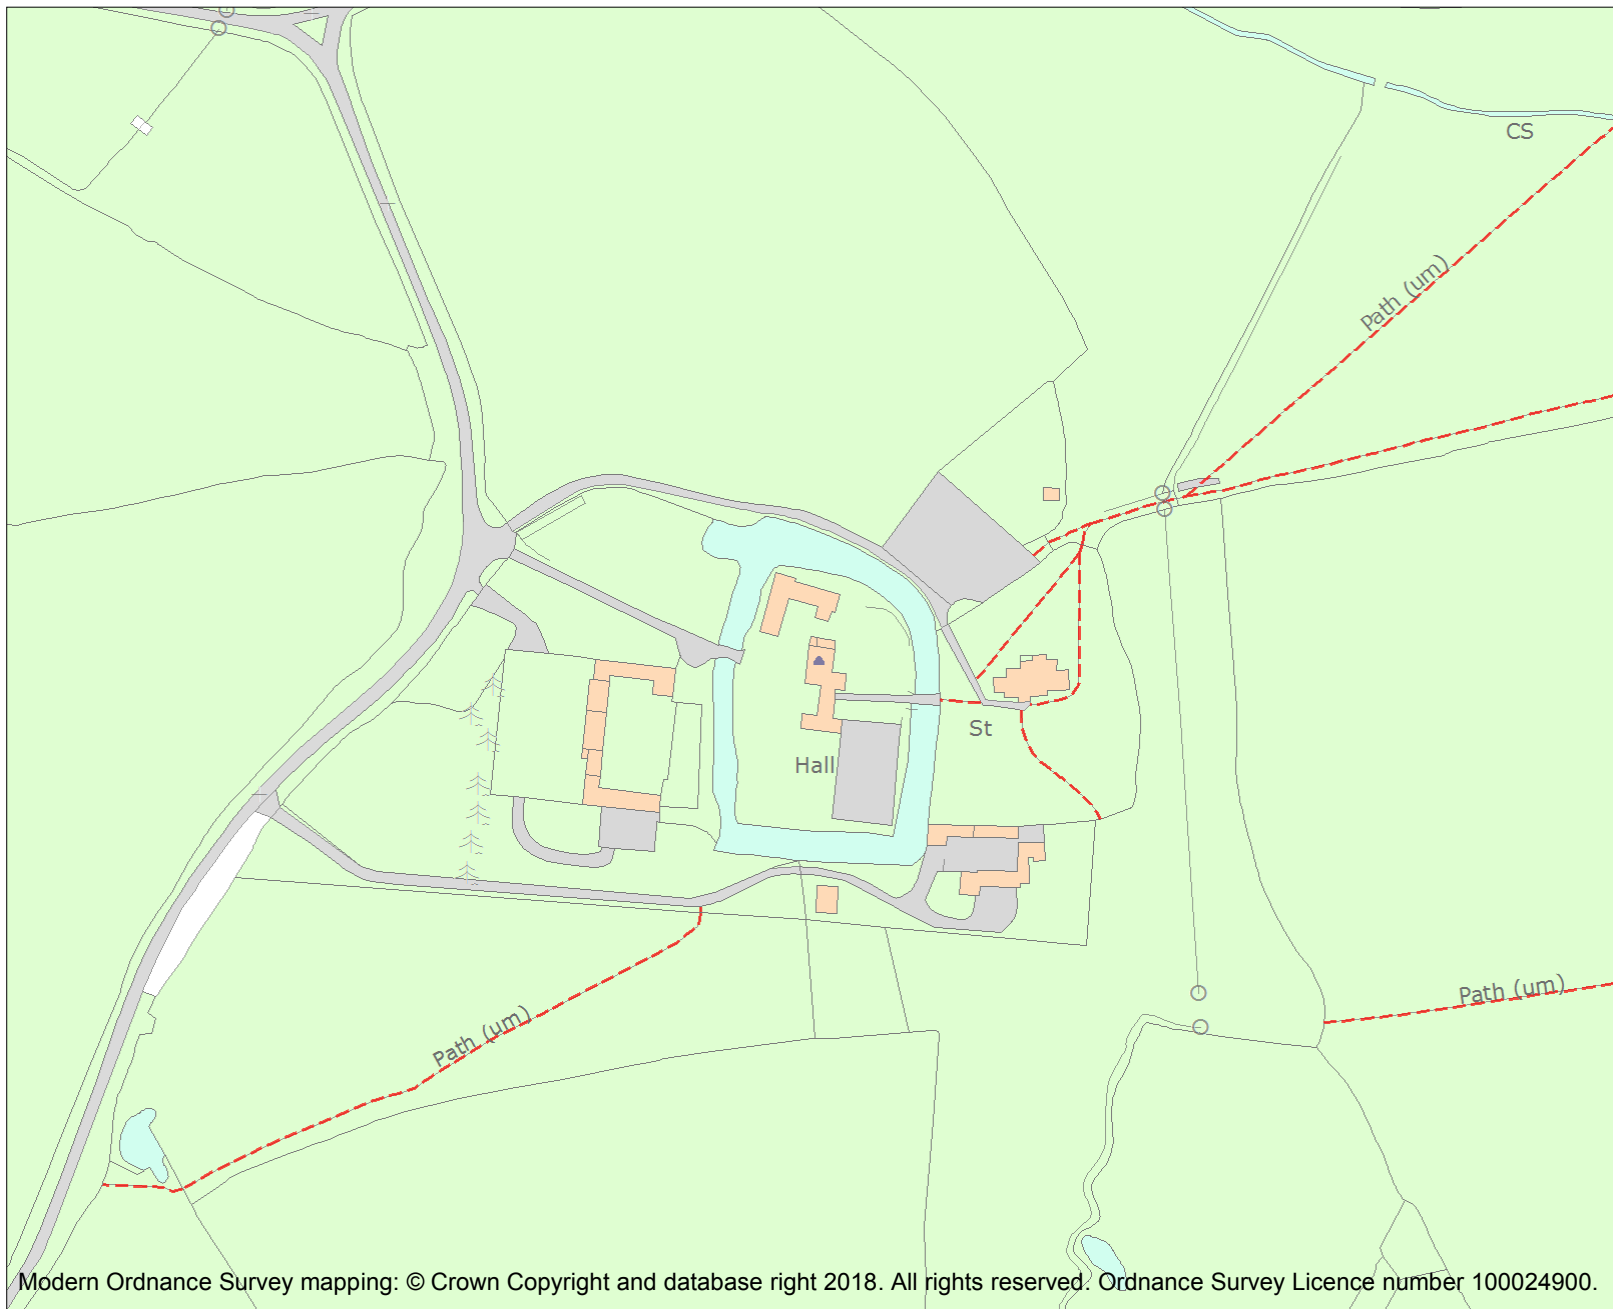 CS
Path (um)
St
Hall
Path (um)
Path (um)
Modern Ordnance Survey mapping: © Crown Copyright and database right 2018. All rights reserved. Ordnance Survey Licence number 100024900.